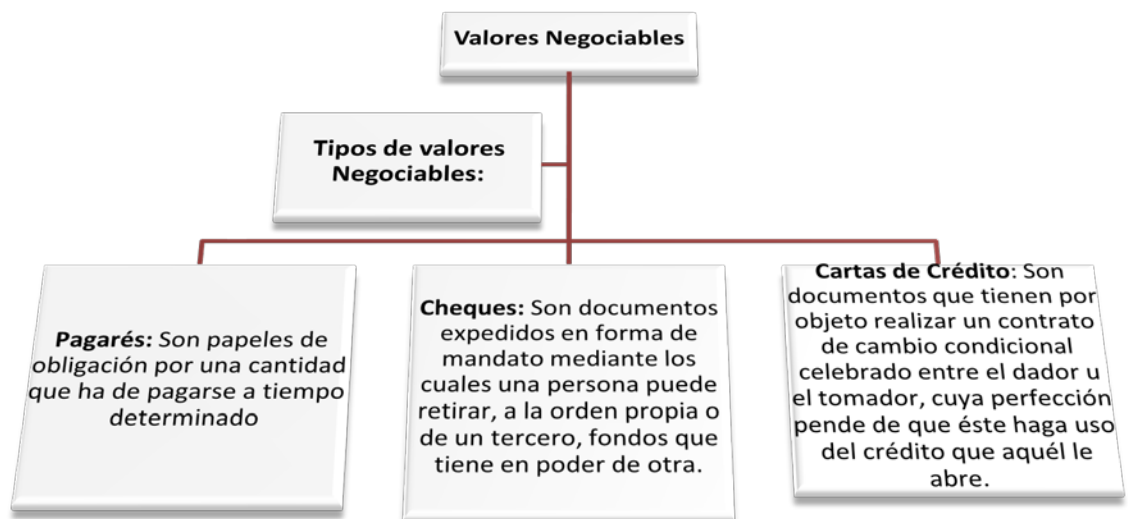 Valores Negociables
Tipos de valores
Negociables:
Pagarés: Son papeles de
obligación por una cantidad
que ha de pagarse a tiempo
determinado
Cheques: Son documentos
expedidos en forma de
mandato mediante los
cuales una persona puede
retirar, a la orden propia o
de un tercero, fondos que
tiene en poder de otra.
Cartas de Crédito: Son
documentos que tienen por
objeto realizar un contrato
de cambio condicional
celebrado entre el dador u
el tomador, cuya perfección
pende de que éste haga uso
del crédito que aquél le
abre.